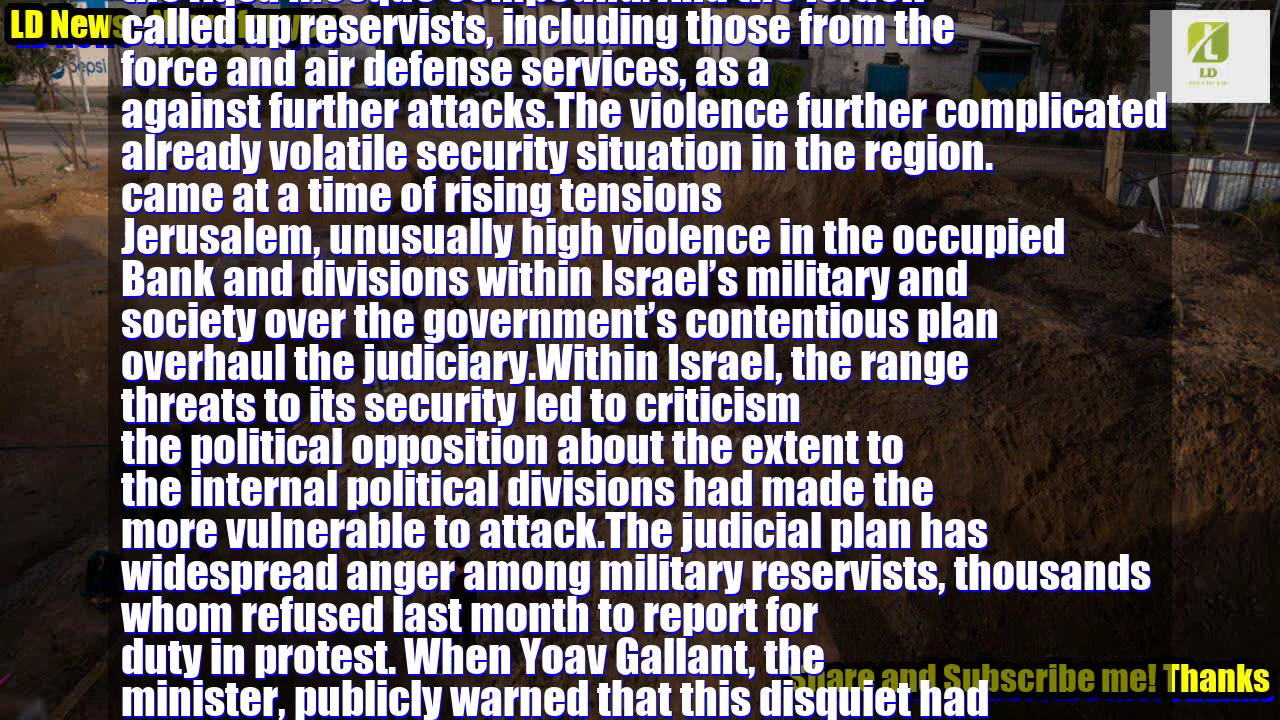 LD News
called up reservists, including those from the
force and air defense services, as a
against further attacks.The violence further complicated
already volatile security situation in the region.
came at a time of rising tensions
Jerusalem, unusually high violence in the occupied
Bank and divisions within Israel’s military and
society over the government’s contentious plan
overhaul the judiciary.Within Israel, the range
threats to its security led to criticism
the political opposition about the extent to
the internal political divisions had made the
more vulnerable to attack.The judicial plan has
widespread anger among military reservists, thousands
whom refused last month to report for
duty in protest. When Yoav Gallant, the
minister, publicly warned that this disquiet had
Share and Subscribe me! Thanks
LD
pepsi